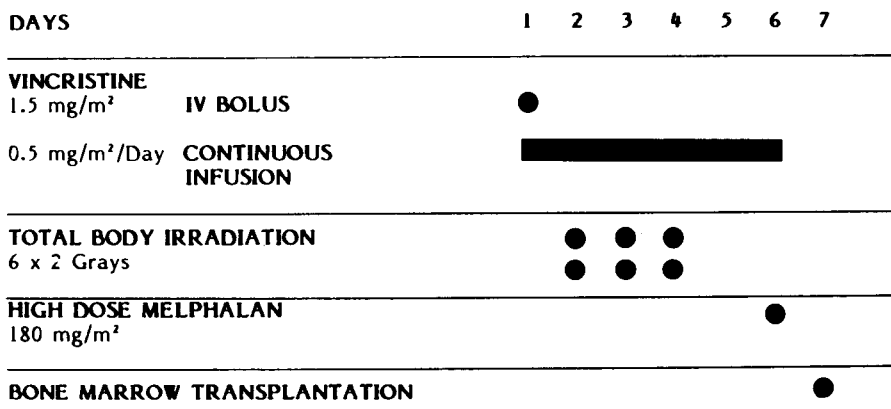 DAYS 1 2 3 4 5 6 7
VINCRISTINE
1.5 mg/m² IV BOLUS
0.5 mg/m²/Day CONTINUOUS
INFUSION
TOTAL BODY IRRADIATION
6 x 2 Grays
HIGH DOSE MELPHALAN
180 mg/m²
BONE MARROW TRANSPLANTATION